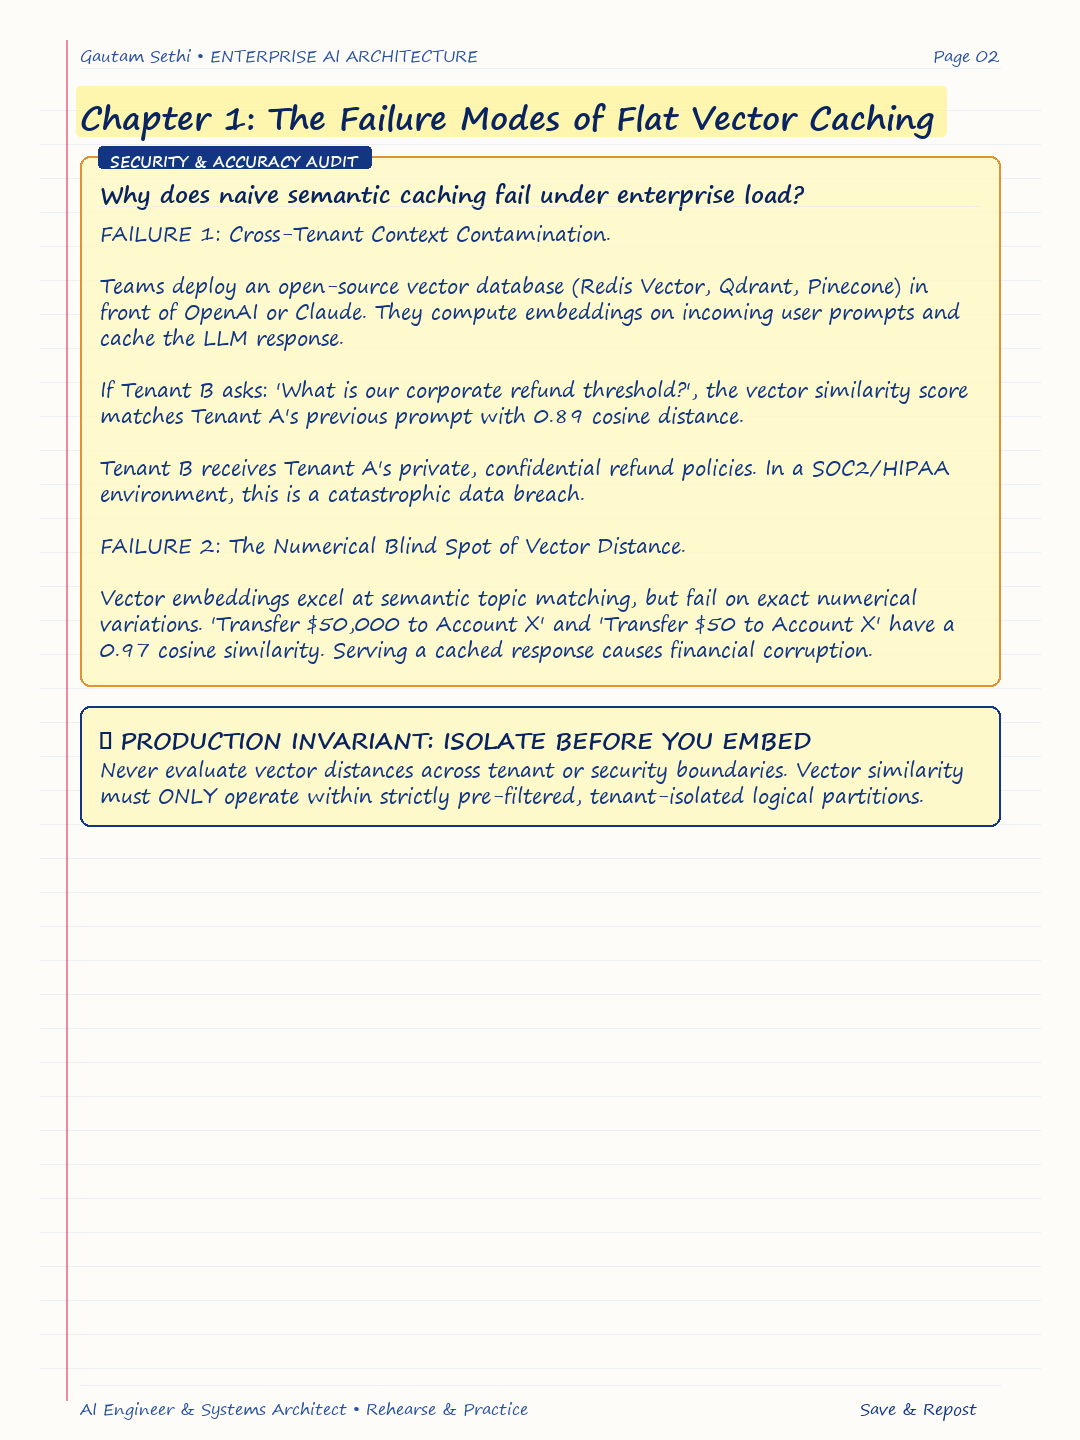 Gautam Sethi • ENTERPRISE AI ARCHITECTURE
Page 02
Chapter 1: The Failure Modes of Flat Vector Caching
SECURITY & ACCURACY AUDIT
Why does naive semantic caching fail under enterprise load?
FAILURE 1: Cross-Tenant Context Contamination.
Teams deploy an open-source vector database (Redis Vector, Qdrant, Pinecone) in
front of OpenAI or Claude. They compute embeddings on incoming user prompts and
cache the LLM response.
If Tenant B asks: 'What is our corporate refund threshold?', the vector similarity score
matches Tenant A's previous prompt with 0.89 cosine distance.
Tenant B receives Tenant A's private, confidential refund policies. In a SOC2/HIPAA
environment, this is a catastrophic data breach.
FAILURE 2: The Numerical Blind Spot of Vector Distance.
Vector embeddings excel at semantic topic matching, but fail on exact numerical
variations. 'Transfer $50,000 to Account X' and 'Transfer $50 to Account X' have a
0.97 cosine similarity. Serving a cached response causes financial corruption.
PRODUCTION INVARIANT: ISOLATE BEFORE YOU EMBED
Never evaluate vector distances across tenant or security boundaries. Vector similarity
must ONLY operate within strictly pre-filtered, tenant-isolated logical partitions.
AI Engineer & Systems Architect • Rehearse & Practice
Save & Repost